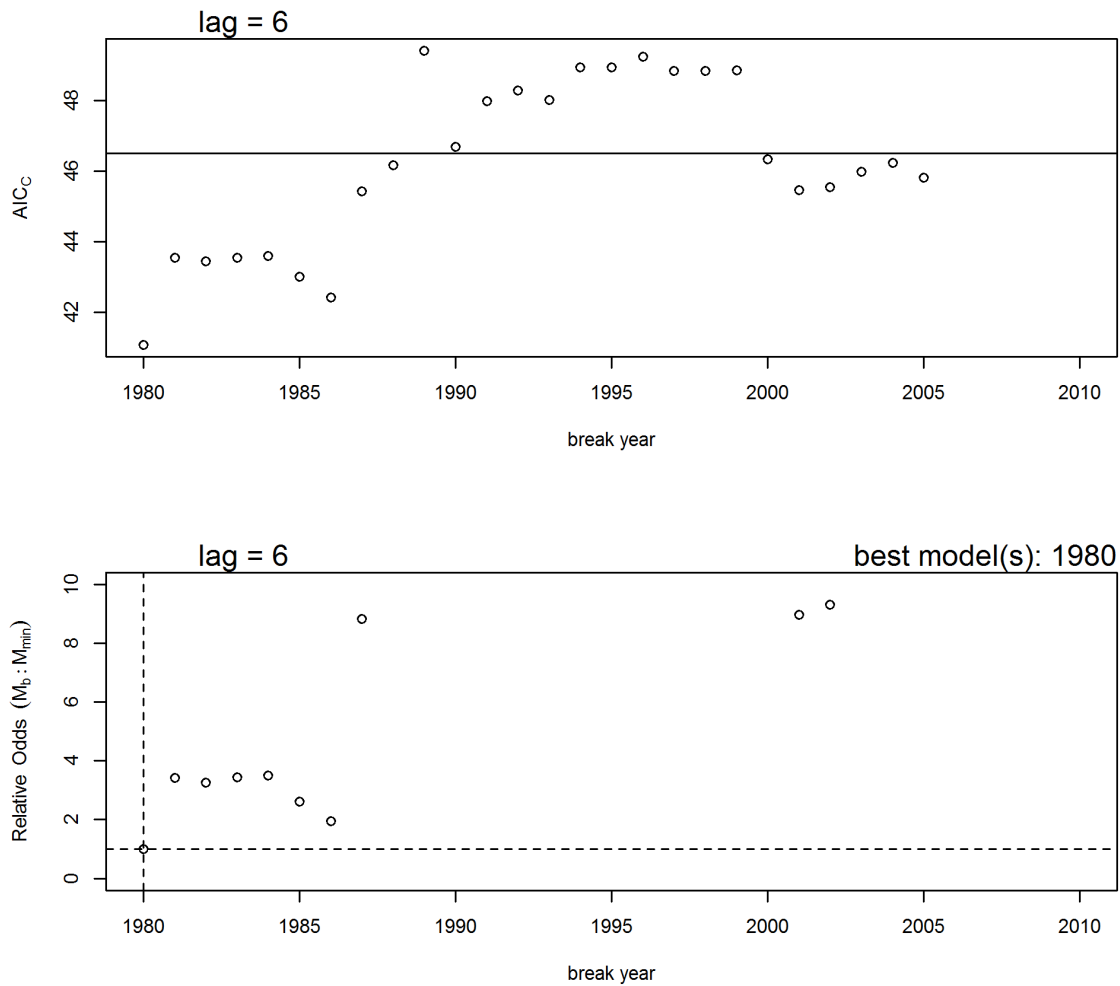 lag = 6
48
46
44
42
AICC
1980 1985 1990 1995 2000 2005 2010
break year
lag = 6 best model(s): 1980
10
8
6
4
2
0
Relative Odds (Mb : Mmin)
1980 1985 1990 1995 2000 2005 2010
break year